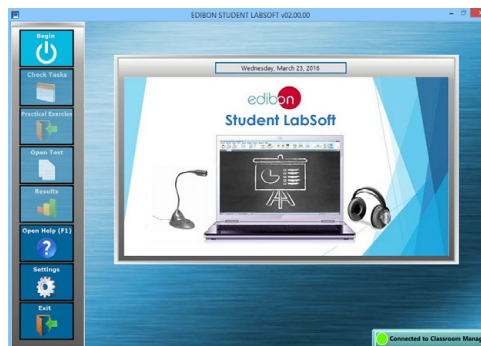 EDIBON STUDENT LABSOFT v02.00.00
Begin
Check Tasks
Practical Exercise
Open Text
Results
Open Help (F1)
Settings
Exit
Wednesday, March 23, 2016
edibon
Student LabSoft
Connected to Classroom Manag